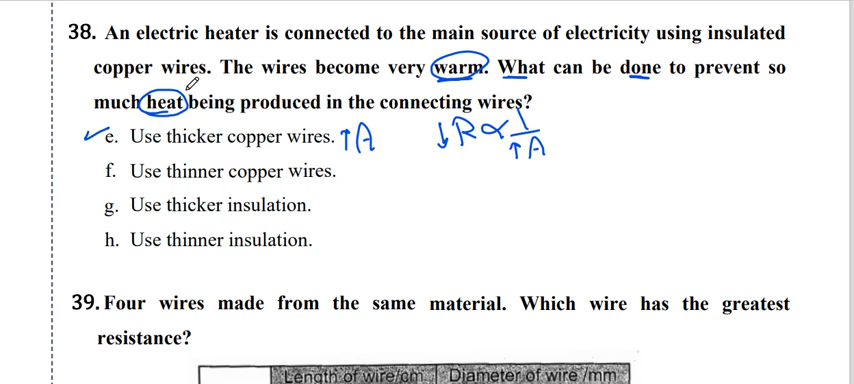 38. An electric heater is connected to the main source of electricity using insulated
copper wires. The wires become very warm. What can be done to prevent so
much heat being produced in the connecting wires?
✓e. Use thicker copper wires. ↑A ↓R∝1/↑A
f. Use thinner copper wires.
g. Use thicker insulation.
h. Use thinner insulation.
39. Four wires made from the same material. Which wire has the greatest
resistance?
Length of wire/cm Diameter of wire /mm